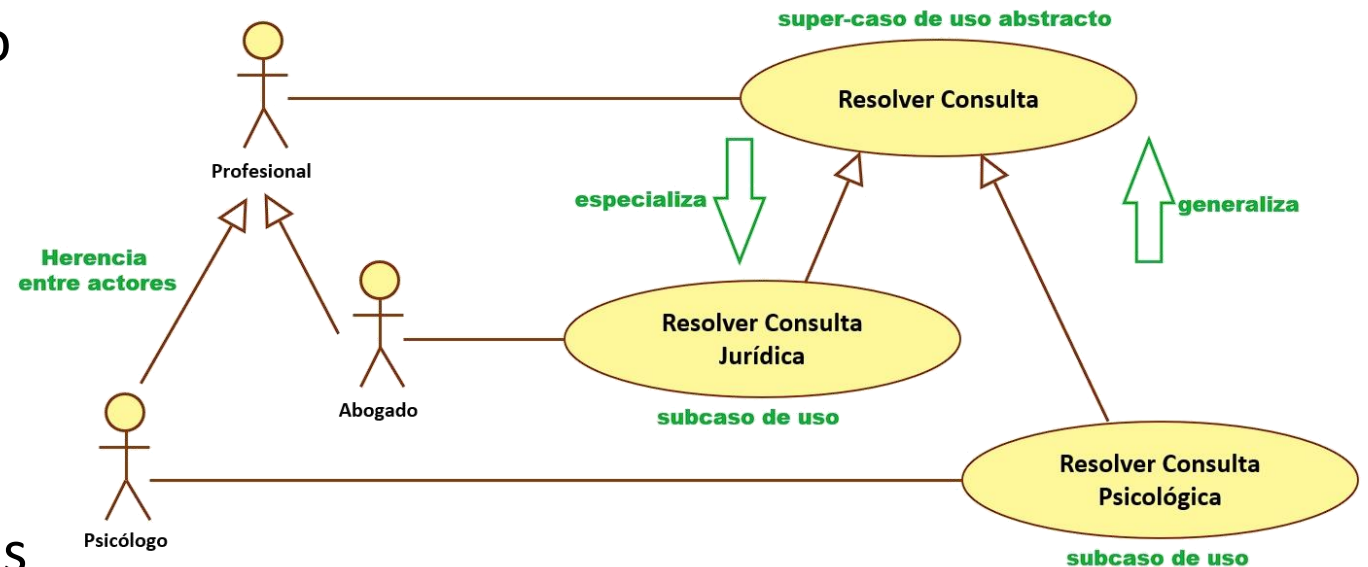 o
super-caso de uso abstracto
Resolver Consulta
Profesional
especializa
generaliza
Herencia
entre actores
Resolver Consulta
Jurídica
Abogado
subcaso de uso
Resolver Consulta
Psicológica
Psicólogo
s
subcaso de uso